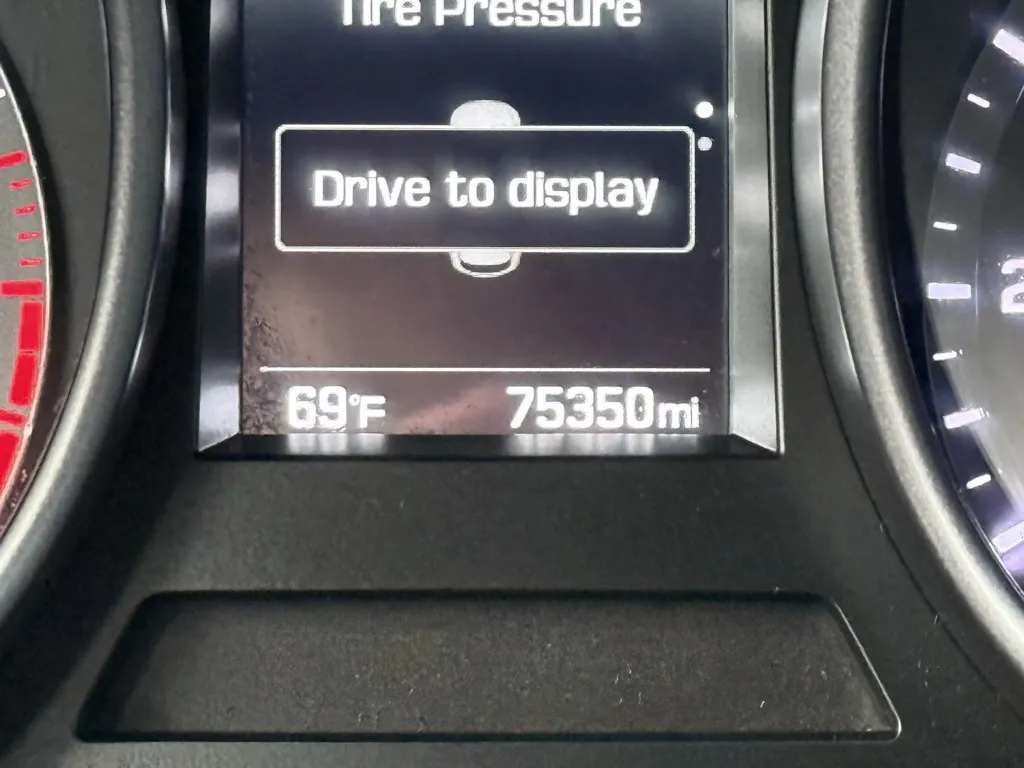 Tire Pressure
Drive to display
69°F 75350mi